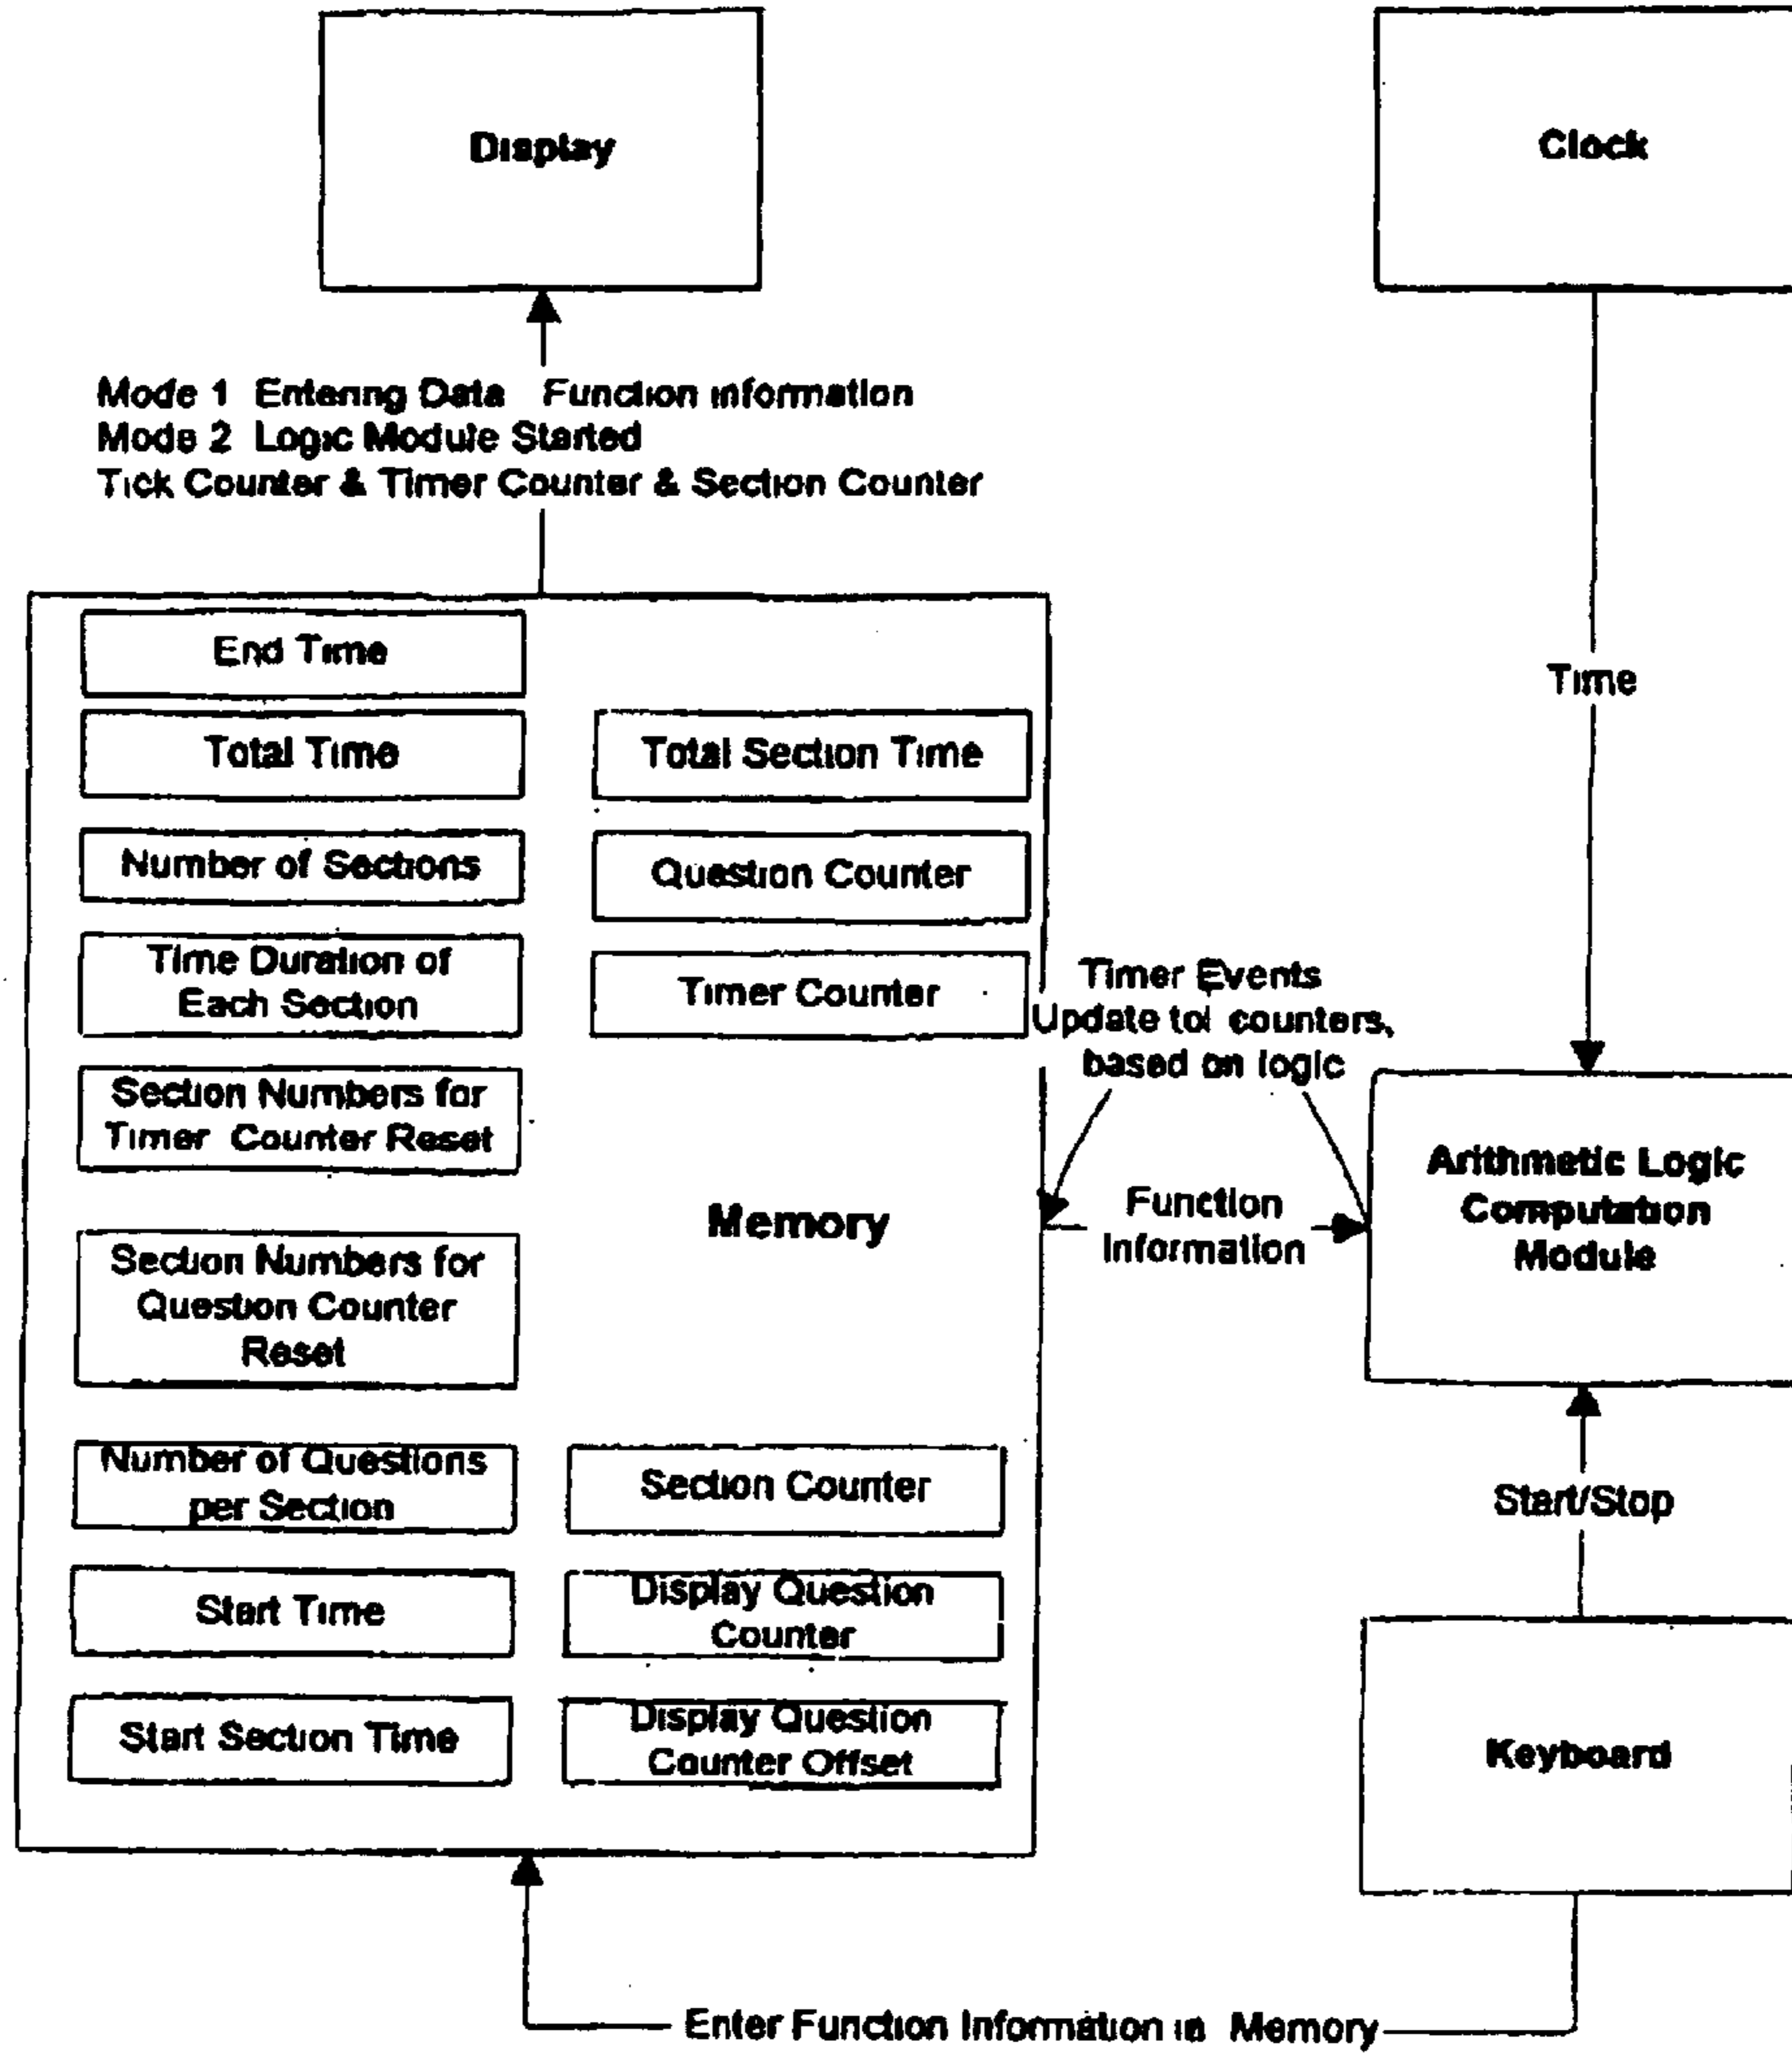 Display
Clock
Mode 1 Entering Data Function information
Mode 2 Logic Module Started
Tick Counter & Timer Counter & Section Counter
Time
End Time
Total Time
Total Section Time
Number of Sections
Question Counter
Time Duration of
Each Section
Timer Counter
Timer Events
Update tol counters,
based on logic
Section Numbers for
Timer Counter Reset
Memory
Function
Information
Arithmetic Logic
Computation
Module
Section Numbers for
Question Counter
Reset
Number of Questions
per Section
Section Counter
Start/Stop
Start Time
Display Question
Counter
Start Section Time
Display Question
Counter Offset
Keyboard
Enter Function Information in Memory